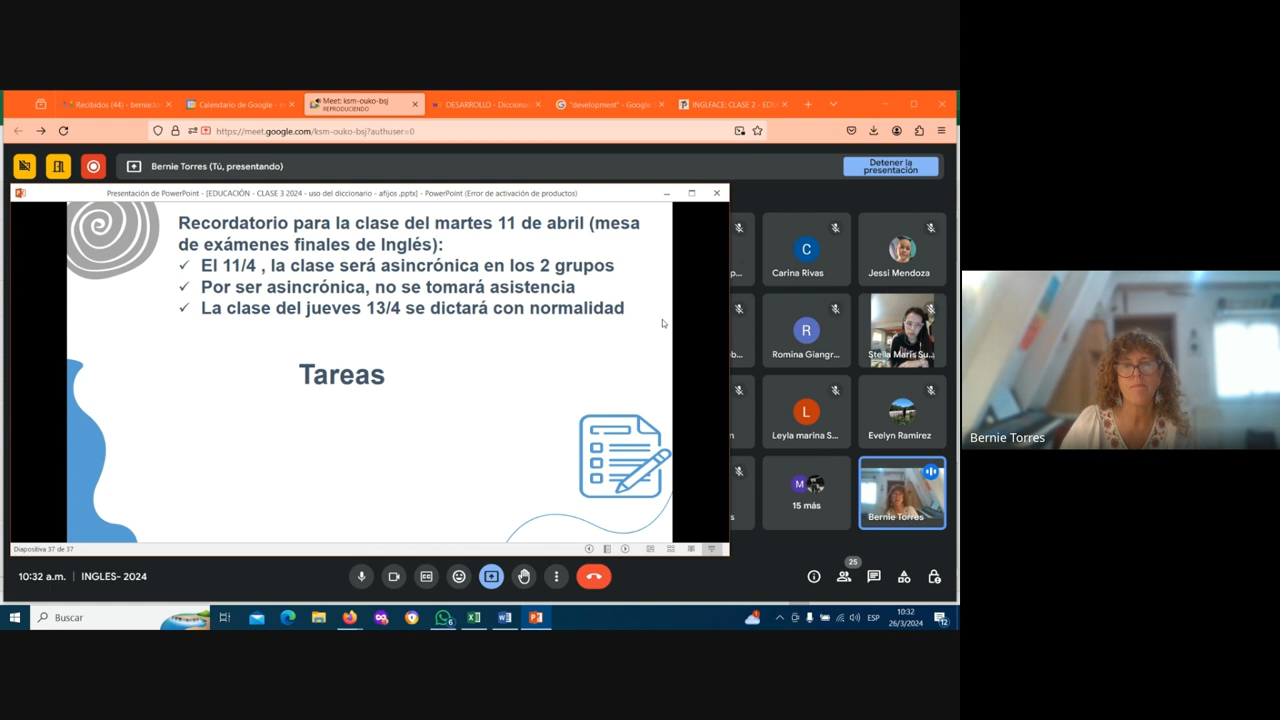 Recibidos (44) - bernie.to
Calendario de Google -
Meet: ksm-ouko-bsj
REPRODUCIENDO
DESARROLLO - Dicciona
"development" - Google
INGLFACE: CLASE 2 - EDU
https://meet.google.com/ksm-ouko-bsj?authuser=0
Bernie Torres (Tú, presentando)
Detener la
presentación
Presentación de PowerPoint - [EDUCACIÓN - CLASE 3 2024 - uso del diccionario - afijos .pptx] - PowerPoint (Error de activación de productos)
Recordatorio para la clase del martes 11 de abril (mesa
de exámenes finales de Inglés):
✓ El 11/4 , la clase será asincrónica en los 2 grupos
✓ Por ser asincrónica, no se tomará asistencia
✓ La clase del jueves 13/4 se dictará con normalidad
Tareas
Diapositiva 37 de 37
C
Carina Rivas
Jessi Mendoza
R
Romina Giangr...
Stella Maris Su...
L
Leyla marina S...
Evelyn Ramirez
M
15 más
Bernie Torres
Bernie Torres
10:32 a.m. | INGLES- 2024
25
Buscar
6
ESP
10:32
26/3/2024
12